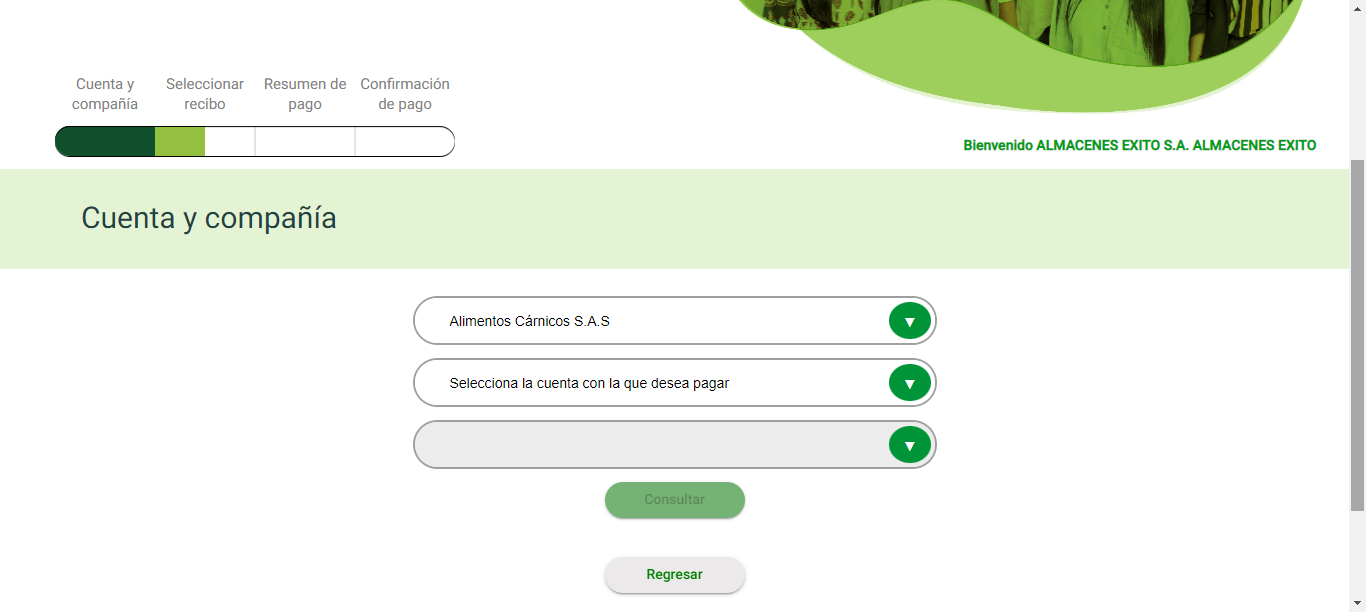 Cuenta y
compañía
Seleccionar
recibo
Resumen de
pago
Confirmación
de pago
Bienvenido ALMACENES EXITO S.A. ALMACENES EXITO
Cuenta y compañía
Alimentos Cárnicos S.A.S
Selecciona la cuenta con la que desea pagar
Consultar
Regresar